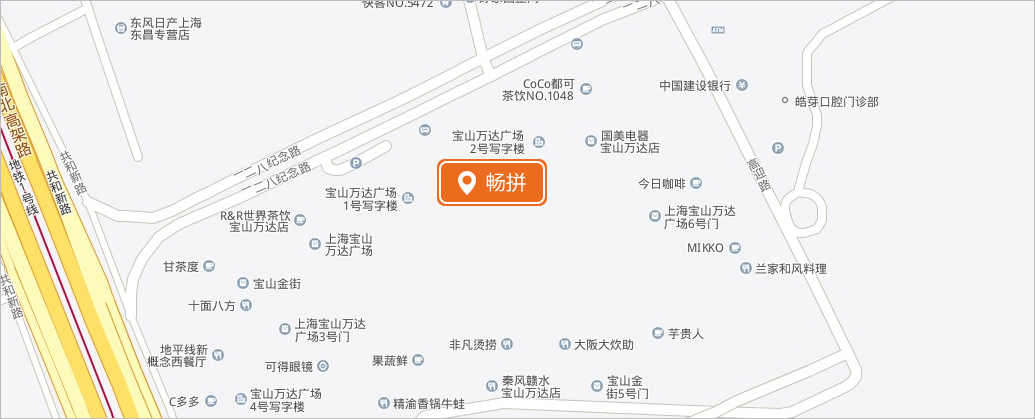 快客NO.5472
东风日产上海
东昌专营店
ATM
CoCo都可
茶饮NO.1048
中国建设银行
皓芽口腔门诊部
南北高架路
地铁1号线
共和新路
共和新路
共和新路
一二八纪念路
一二八纪念路
P
P
宝山万达广场
2号写字楼
国美电器
宝山万达店
畅拼
高迎路
今日咖啡
宝山万达广场
1号写字楼
R&R世界茶饮
宝山万达店
上海宝山
万达广场
上海宝山万达
广场6号门
MIKKO
兰家和风料理
甘茶度
宝山金街
十面八方
上海宝山万达
广场3号门
芋贵人
非凡烫捞
大阪大炊助
地平线新
概念西餐厅
可得眼镜
果蔬鲜
秦风赣水
宝山万达店
宝山金
街5号门
C多多
宝山万达广场
4号写字楼
精渝香锅牛蛙